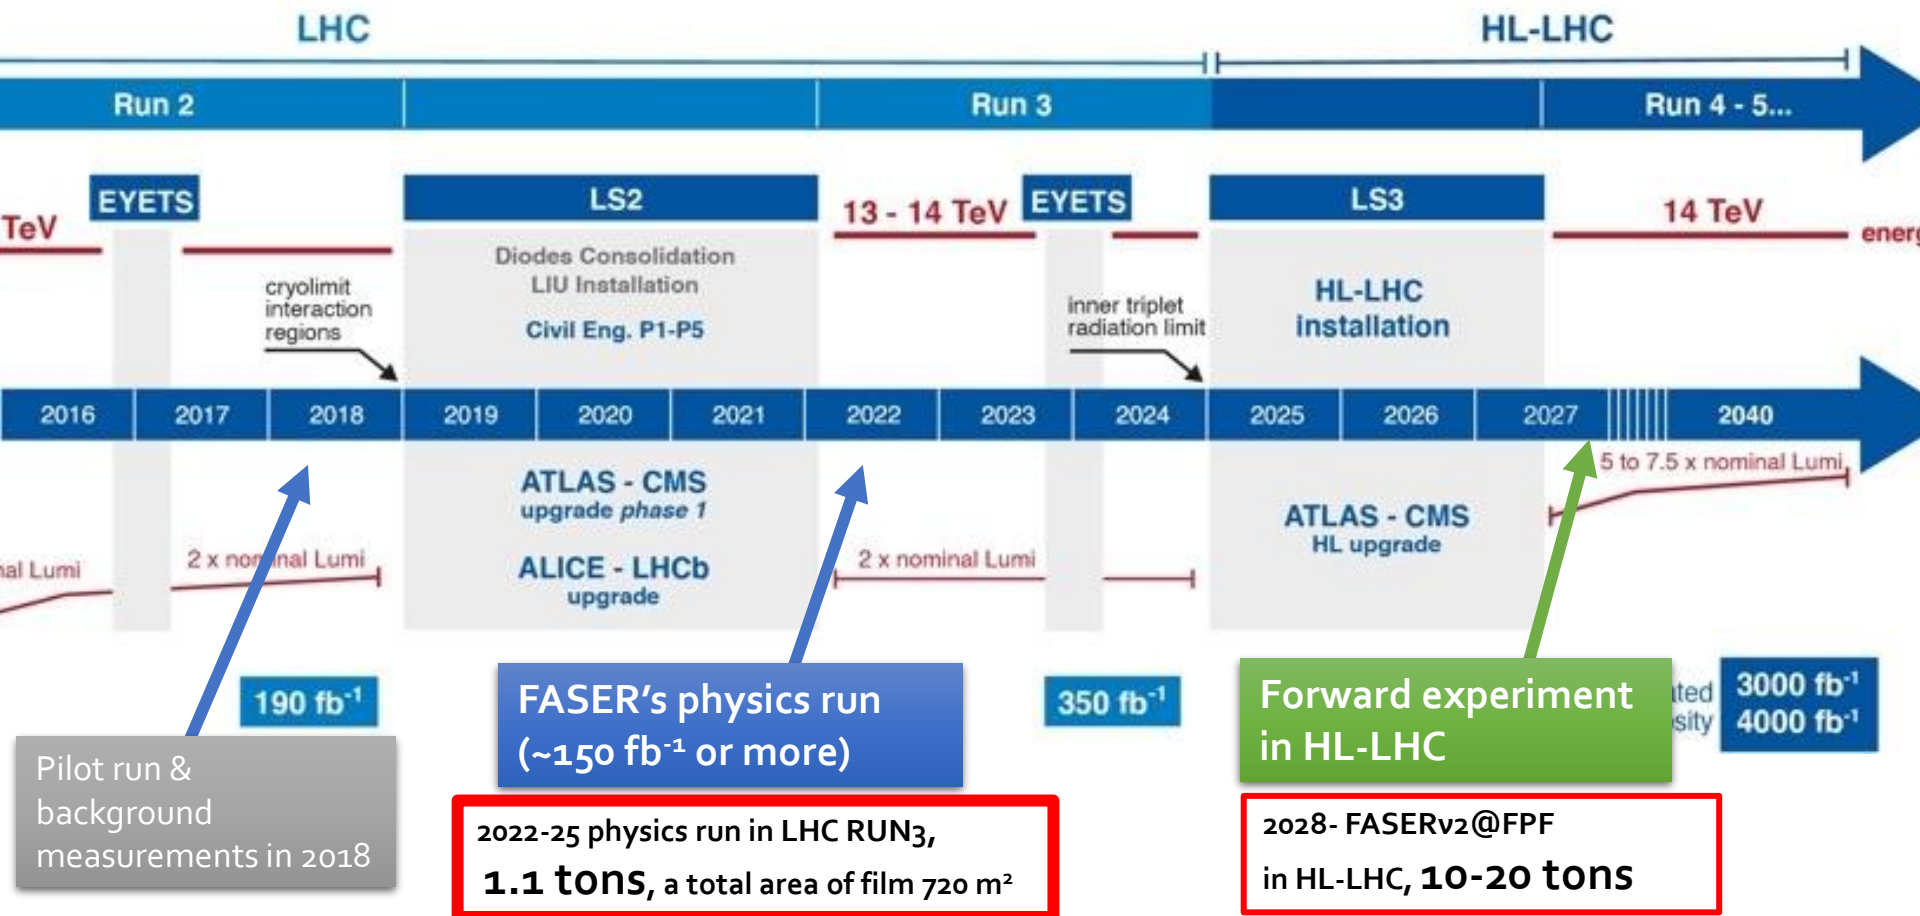 LHC
HL-LHC
Run 2
Run 3
Run 4 - 5...
EYETS
LS2
EYETS
LS3
TeV
13 - 14 TeV
14 TeV
Diodes Consolidation
LIU Installation
Civil Eng. P1-P5
cryolimit
interaction
regions
inner triplet
radiation limit
HL-LHC
installation
2016 2017 2018 2019 2020 2021 2022 2023 2024 2025 2026 2027 2040
5 to 7.5 x nominal Lumi
ATLAS - CMS
upgrade phase 1
ALICE - LHCb
upgrade
ATLAS - CMS
HL upgrade
Lumi
2 x nominal Lumi
2 x nominal Lumi
190 fb⁻¹
350 fb⁻¹
3000 fb⁻¹
4000 fb⁻¹
Pilot run &
background
measurements in 2018
FASER's physics run
(~150 fb⁻¹ or more)
2022-25 physics run in LHC RUN3,
1.1 tons, a total area of film 720 m²
Forward experiment
in HL-LHC
2028- FASERν2@FPF
in HL-LHC, 10-20 tons